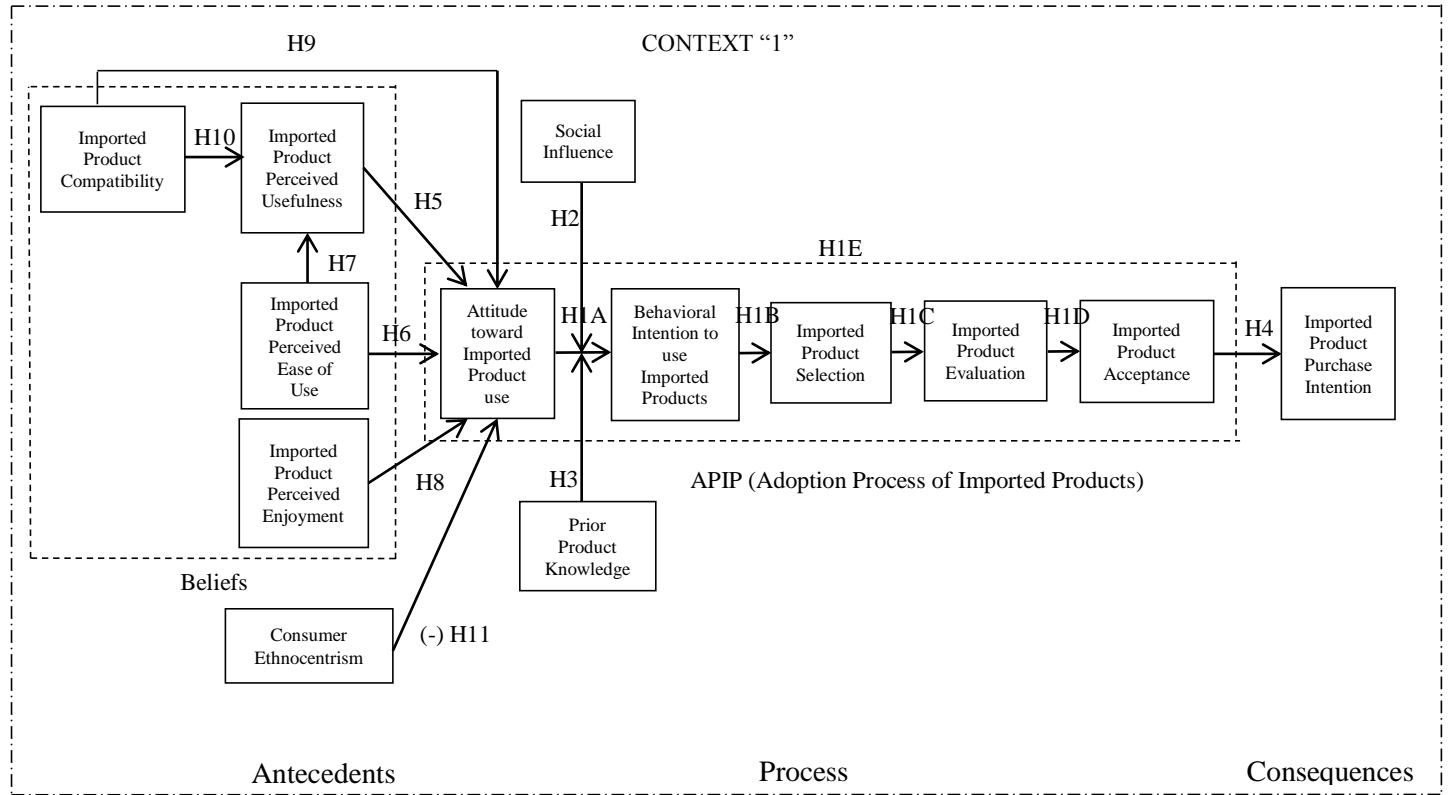 H9
CONTEXT “1”
Imported
Product
Compatibility
H10
Imported
Product
Perceived
Usefulness
Social
Influence
H5
H2
H7
H1E
Imported
Product
Perceived
Ease of
Use
H6
Attitude
toward
Imported
Product
use
H1A
Behavioral
Intention to
use
Imported
Products
H1B
Imported
Product
Selection
H1C
Imported
Product
Evaluation
H1D
Imported
Product
Acceptance
H4
Imported
Product
Purchase
Intention
Imported
Product
Perceived
Enjoyment
H8
H3
APIP (Adoption Process of Imported Products)
Prior
Product
Knowledge
Beliefs
Consumer
Ethnocentrism
(-) H11
Antecedents
Process
Consequences